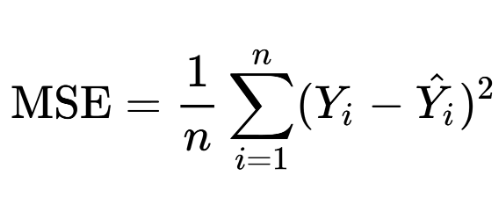 MSE = \frac{1}{n} \sum_{i=1}^{n} (Y_i - \hat{Y}_i)^2